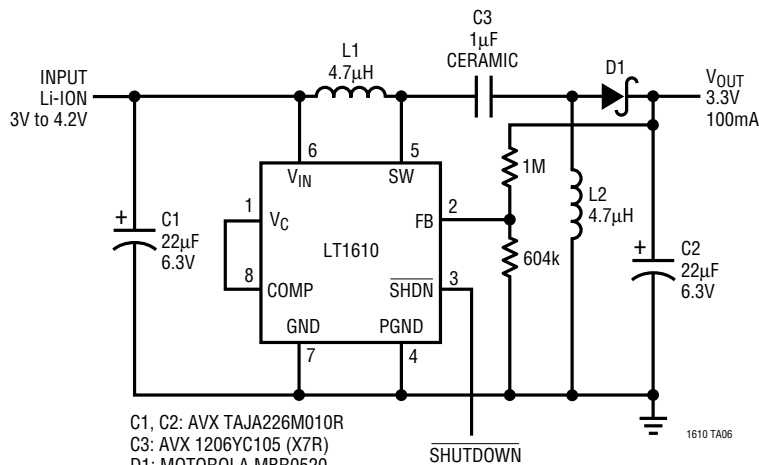 C3
1µF
CERAMIC
L1
4.7µH
D1
INPUT
Li-ION
3V to 4.2V
VOUT
3.3V
100mA
6
5
VIN
SW
1M
1
VC
2
FB
L2
4.7µH
+
C1
22µF
6.3V
LT1610
604k
+
C2
22µF
6.3V
8
COMP
SHDN
3
GND
PGND
7
4
C1, C2: AVX TAJA226M010R
C3: AVX 1206YC105 (X7R)
D1: MOTOROLA MBR0520
SHUTDOWN
1610 TA06